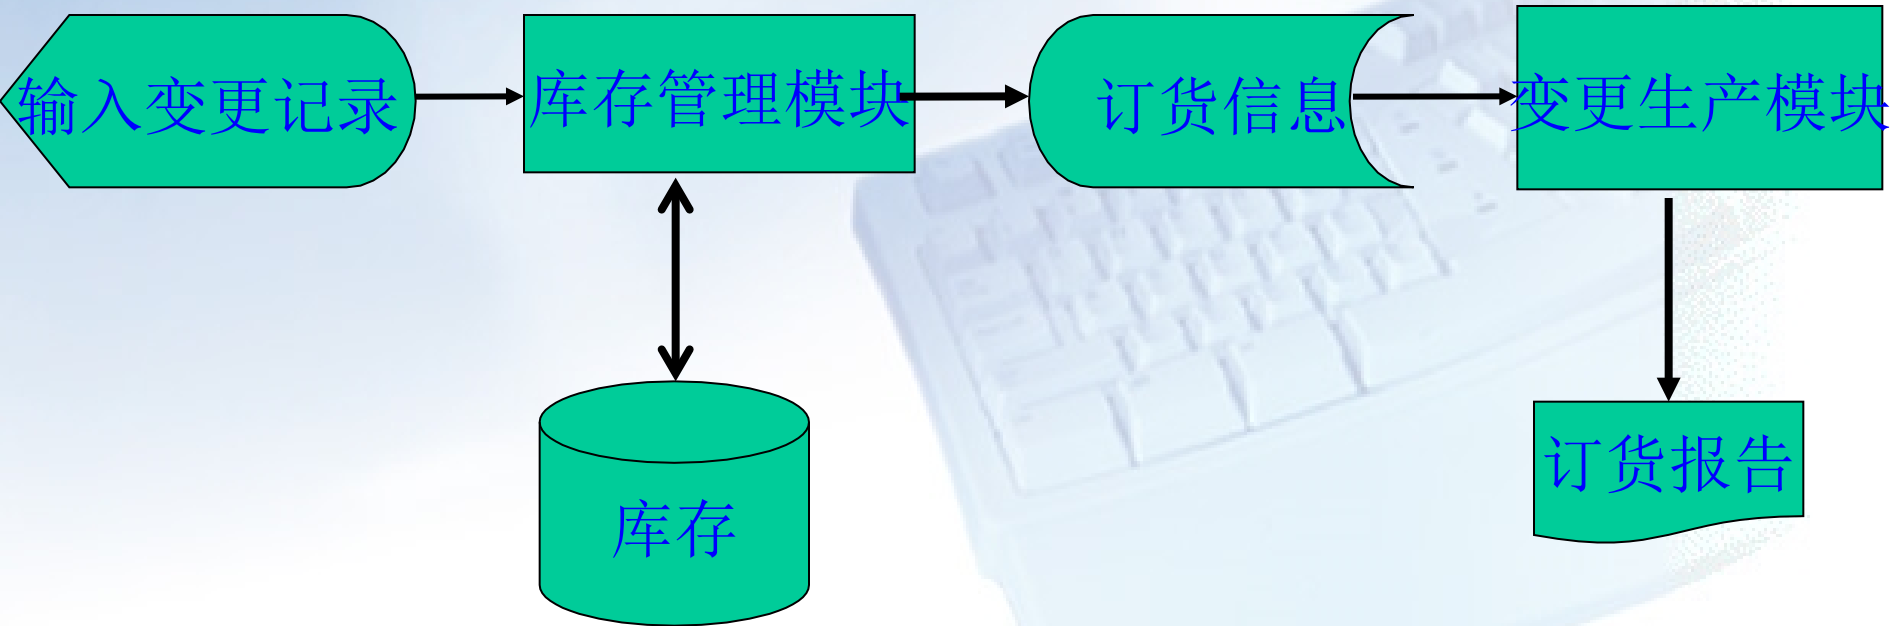 输入变更记录
库存管理模块
订货信息
变更生产模块
库存
订货报告